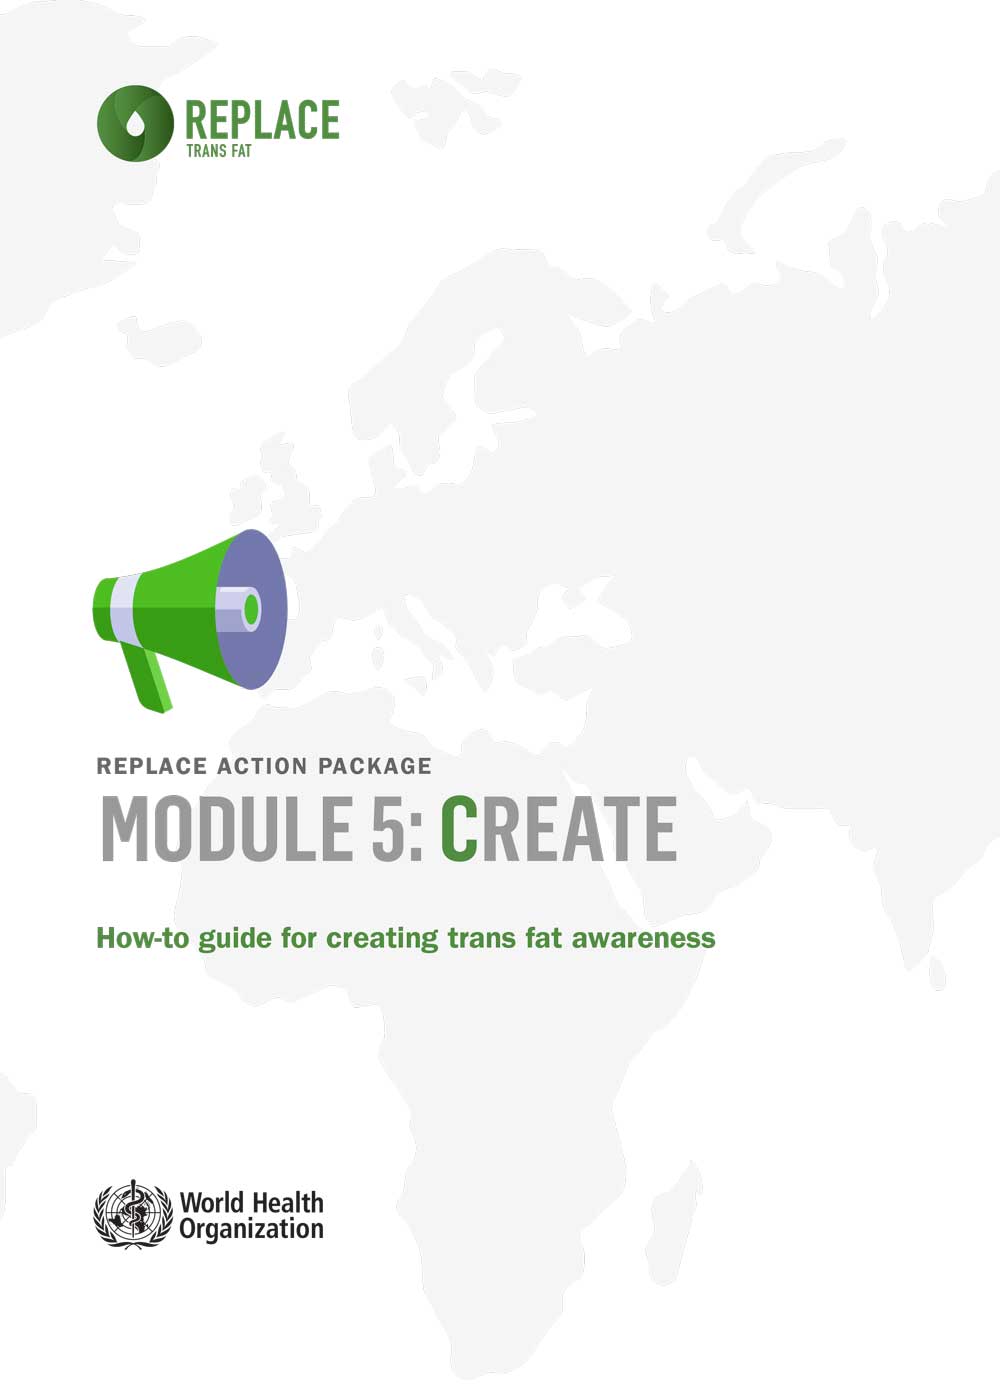 REPLACE
TRANS FAT
REPLACE ACTION PACKAGE
MODULE 5: CREATE
How-to guide for creating trans fat awareness
World Health
Organization